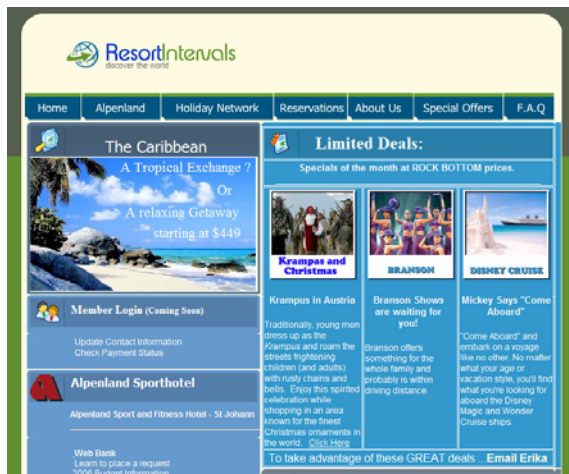 ResortIntervals
discover the world
Home Alpenland Holiday Network Reservations About Us Special Offers F.A.Q
The Caribbean
A Tropical Exchange ?
Or
A relaxing Getaway
starting at $449
Member Login (Coming Soon)
Update Contact Information
Check Payment Status
Alpenland Sporthotel
Alpenland Sport and Fitness Hotel - St Johann
Web Bank
Learn to place a request
2006 Budget Information
Limited Deals:
Specials of the month at ROCK BOTTOM prices.
Krampas and
Christmas
Krampus in Austria
Traditionally, young men
dress up as the
Krampus and roam the
streets frightening
children (and adults)
with rusty chains and
bells. Enjoy this spirited
celebration while
shopping in an area
known for the finest
Christmas ornaments in
the world. Click Here
BRANSON
Branson Shows
are waiting for
you!
Branson offers
something for the
whole family and
probably is within
driving distance.
DISNEY CRUISE
Mickey Says "Come
Aboard"
"Come Aboard" and
embark on a voyage
like no other. No matter
what your age or
vacation style, you'll find
what you're looking for
aboard the Disney
Magic and Wonder
Cruise ships.
To take advantage of these GREAT deals ...Email Erika